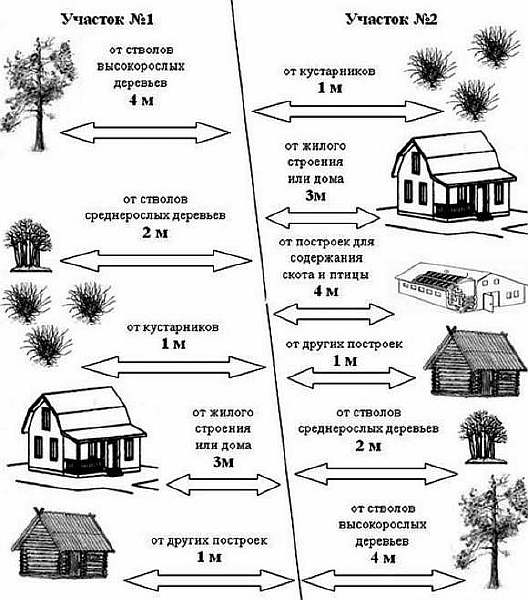 Участок №1
от стволов
высокорослых
деревьев
4 м
от стволов
среднерослых деревьев
2 м
от кустарников
1 м
от жилого
строения
или дома
3м
от других построек
1 м
Участок №2
от кустарников
1 м
от жилого
строения
или дома
3м
от построек для
содержания
скота и птицы
4 м
от других построек
1 м
от стволов
среднерослых деревьев
2 м
от стволов
высокорослых
деревьев
4 м